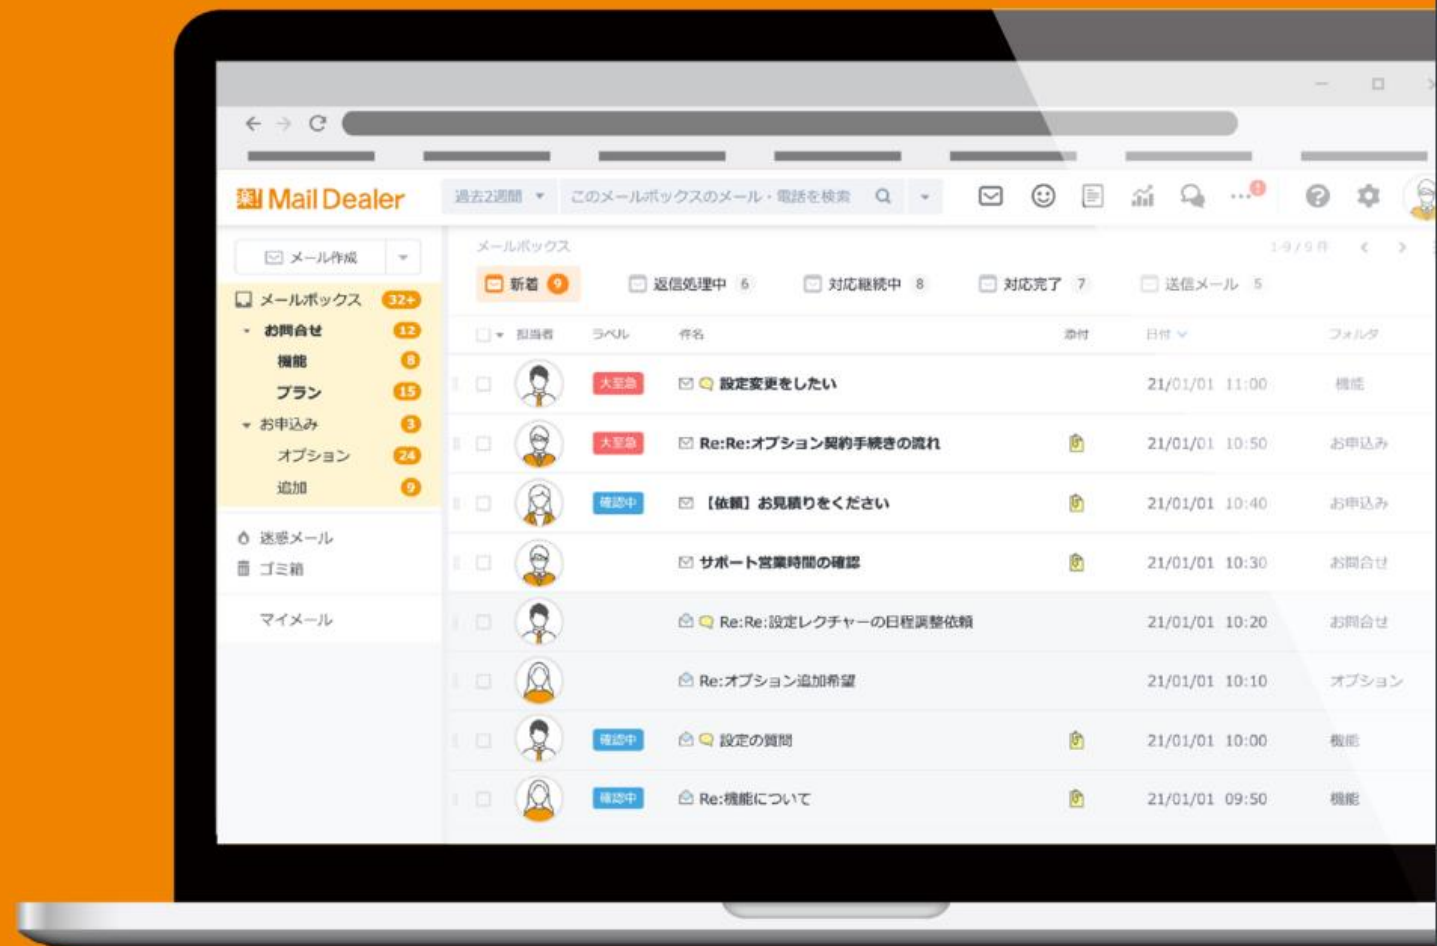 楽 Mail Dealer 過去2週間 このメールボックスのメール・電話を検索
メール作成
メールボックス 32+
お問合せ 12
機能 8
プラン 15
お申込み 3
オプション 24
追加 9
迷惑メール
ゴミ箱
マイメール
メールボックス 1-9 / 9 件
新着 9 返信処理中 6 対応継続中 8 対応完了 7 送信メール 5
担当者 ラベル 件名 添付 日付 フォルダ
大至急 設定変更をしたい 21/01/01 11:00 機能
大至急 Re:Re:オプション契約手続きの流れ 21/01/01 10:50 お申込み
確認中 【依頼】お見積りをください 21/01/01 10:40 お申込み
サポート営業時間の確認 21/01/01 10:30 お問合せ
Re:Re:設定レクチャーの日程調整依頼 21/01/01 10:20 お問合せ
Re:オプション追加希望 21/01/01 10:10 オプション
確認中 設定の質問 21/01/01 10:00 機能
確認中 Re:機能について 21/01/01 09:50 機能